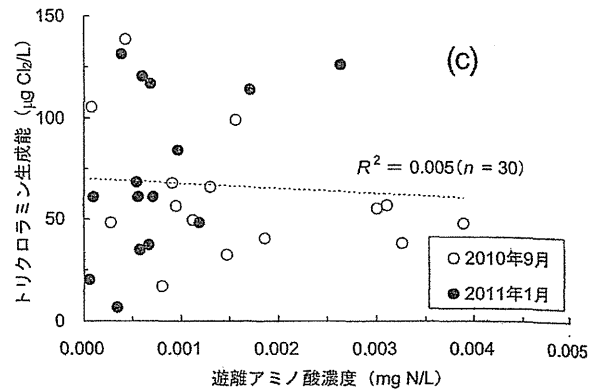 (c)
トリクロラミン生成能 (μg Cl₂/L)
150
100
50
0
R² = 0.005(n = 30)
○ 2010年9月
● 2011年1月
0.000 0.001 0.002 0.003 0.004 0.005
遊離アミノ酸濃度 (mg N/L)